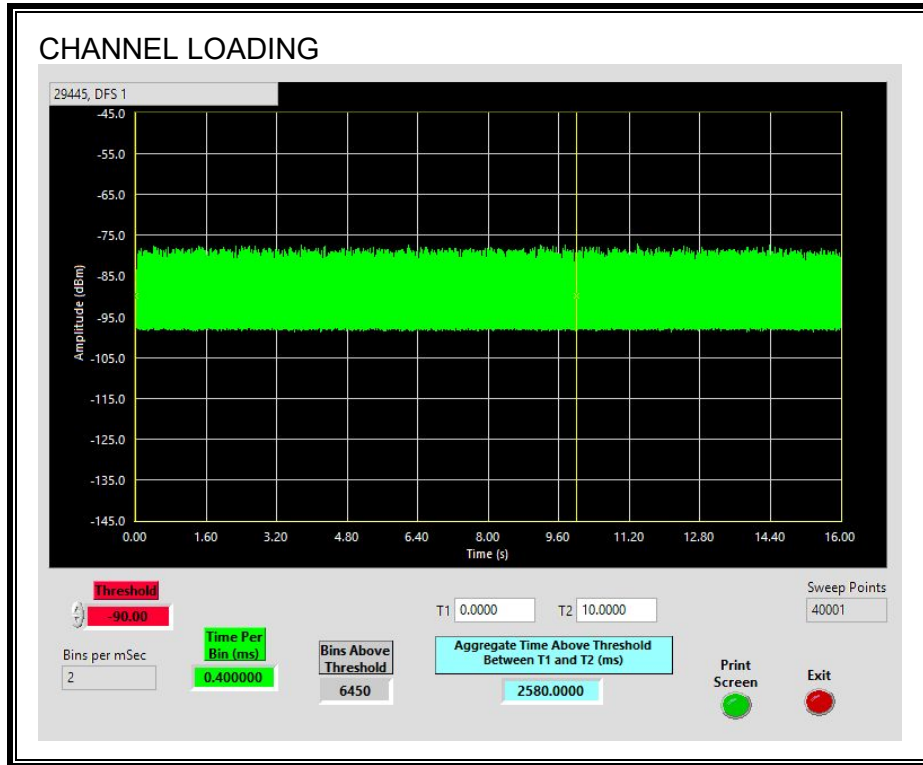 CHANNEL LOADING
29445, DFS 1
-45.0
-55.0
-65.0
-75.0
-85.0
-95.0
-105.0
-115.0
-125.0
-135.0
-145.0
Amplitude (dBm)
0.00 1.60 3.20 4.80 6.40 8.00 9.60 11.20 12.80 14.40 16.00
Time (s)
Threshold
-90.00
Bins per mSec
2
Time Per
Bin (ms)
0.400000
Bins Above
Threshold
6450
T1 0.0000 T2 10.0000
Aggregate Time Above Threshold
Between T1 and T2 (ms)
2580.0000
Sweep Points
40001
Print
Screen
Exit